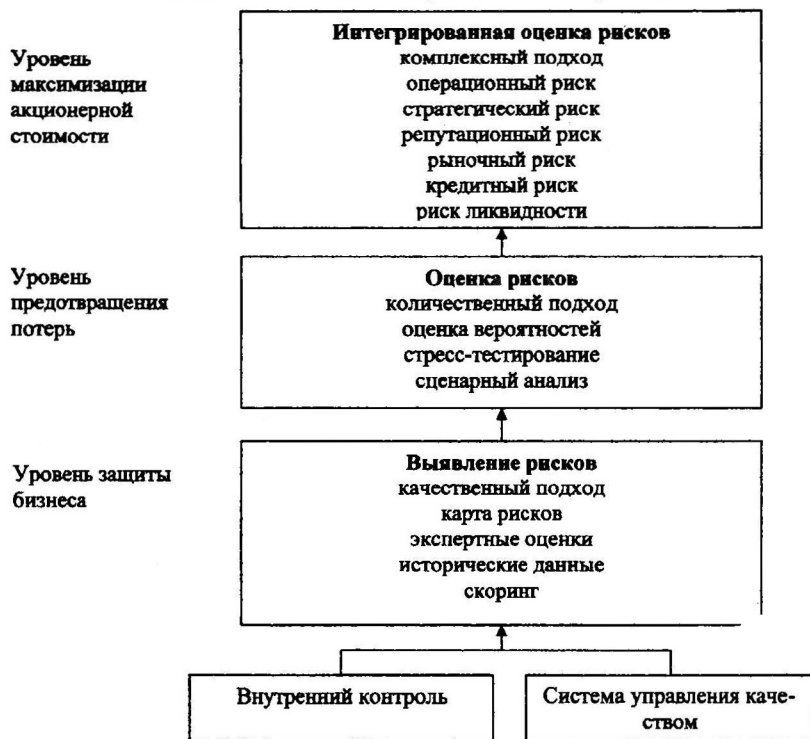 Уровень
максимизации
акционерной
стоимости
Интегрированная оценка рисков
комплексный подход
операционный риск
стратегический риск
репутационный риск
рыночный риск
кредитный риск
риск ликвидности
Уровень
предотвращения
потерь
Оценка рисков
количественный подход
оценка вероятностей
стресс-тестирование
сценарный анализ
Уровень защиты
бизнеса
Выявление рисков
качественный подход
карта рисков
экспертные оценки
исторические данные
скоринг
Внутренний контроль
Система управления каче-
ством